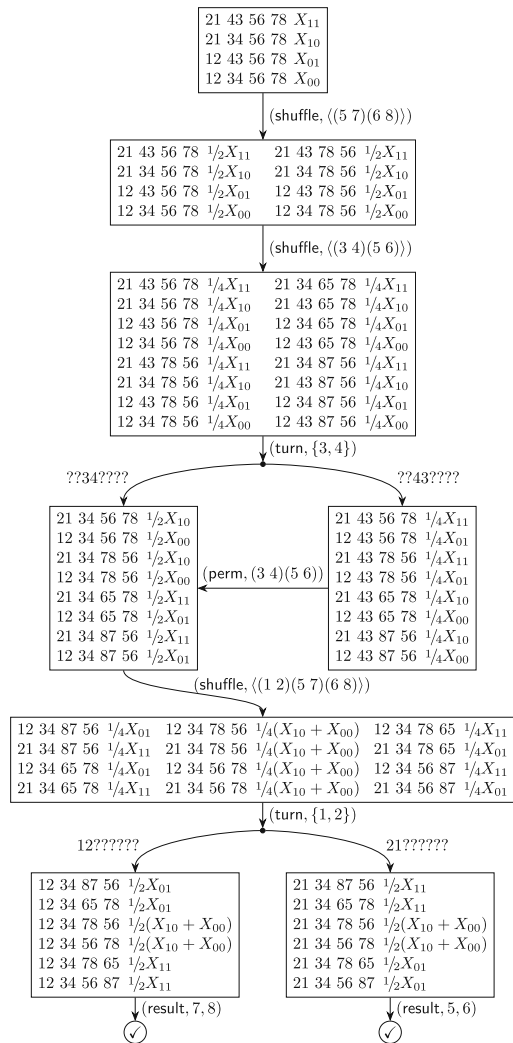 21 43 56 78 X₁₁
21 34 56 78 X₁₀
12 43 56 78 X₀₁
12 34 56 78 X₀₀
(shuffle, ⟨(5 7)(6 8)⟩)
21 43 56 78 ½X₁₁ 21 43 78 56 ½X₁₁
21 34 56 78 ½X₁₀ 21 34 78 56 ½X₁₀
12 43 56 78 ½X₀₁ 12 43 78 56 ½X₀₁
12 34 56 78 ½X₀₀ 12 34 78 56 ½X₀₀
(shuffle, ⟨(3 4)(5 6)⟩)
21 43 56 78 ¼X₁₁ 21 34 65 78 ¼X₁₁
21 34 56 78 ¼X₁₀ 21 43 65 78 ¼X₁₀
12 43 56 78 ¼X₀₁ 12 34 65 78 ¼X₀₁
12 34 56 78 ¼X₀₀ 12 43 65 78 ¼X₀₀
21 43 78 56 ¼X₁₁ 21 34 87 56 ¼X₁₁
21 34 78 56 ¼X₁₀ 21 43 87 56 ¼X₁₀
12 43 78 56 ¼X₀₁ 12 34 87 56 ¼X₀₁
12 34 78 56 ¼X₀₀ 12 43 87 56 ¼X₀₀
(turn, {3, 4})
??34????
??43????
21 34 56 78 ½X₁₀
12 34 56 78 ½X₀₀
21 34 78 56 ½X₁₀
12 34 78 56 ½X₀₀
21 34 65 78 ½X₁₁
12 34 65 78 ½X₀₁
21 34 87 56 ½X₁₁
12 34 87 56 ½X₀₁
(perm, (3 4)(5 6))
21 43 56 78 ¼X₁₁
12 43 56 78 ¼X₀₁
21 43 78 56 ¼X₁₁
12 43 78 56 ¼X₀₁
21 43 65 78 ¼X₁₀
12 43 65 78 ¼X₀₀
21 43 87 56 ¼X₁₀
12 43 87 56 ¼X₀₀
(shuffle, ⟨(1 2)(5 7)(6 8)⟩)
12 34 87 56 ¼X₀₁ 12 34 78 56 ¼(X₁₀ + X₀₀) 12 34 78 65 ¼X₁₁
21 34 87 56 ¼X₁₁ 21 34 78 56 ¼(X₁₀ + X₀₀) 21 34 78 65 ¼X₀₁
12 34 65 78 ¼X₀₁ 12 34 56 78 ¼(X₁₀ + X₀₀) 12 34 56 87 ¼X₁₁
21 34 65 78 ¼X₁₁ 21 34 56 78 ¼(X₁₀ + X₀₀) 21 34 56 87 ¼X₀₁
(turn, {1, 2})
12??????
21??????
12 34 87 56 ½X₀₁
12 34 65 78 ½X₀₁
12 34 78 56 ½(X₁₀ + X₀₀)
12 34 56 78 ½(X₁₀ + X₀₀)
12 34 78 65 ½X₁₁
12 34 56 87 ½X₁₁
(result, 7, 8)
✓
21 34 87 56 ½X₁₁
21 34 65 78 ½X₁₁
21 34 78 56 ½(X₁₀ + X₀₀)
21 34 56 78 ½(X₁₀ + X₀₀)
21 34 78 65 ½X₀₁
21 34 56 87 ½X₀₁
(result, 5, 6)
✓